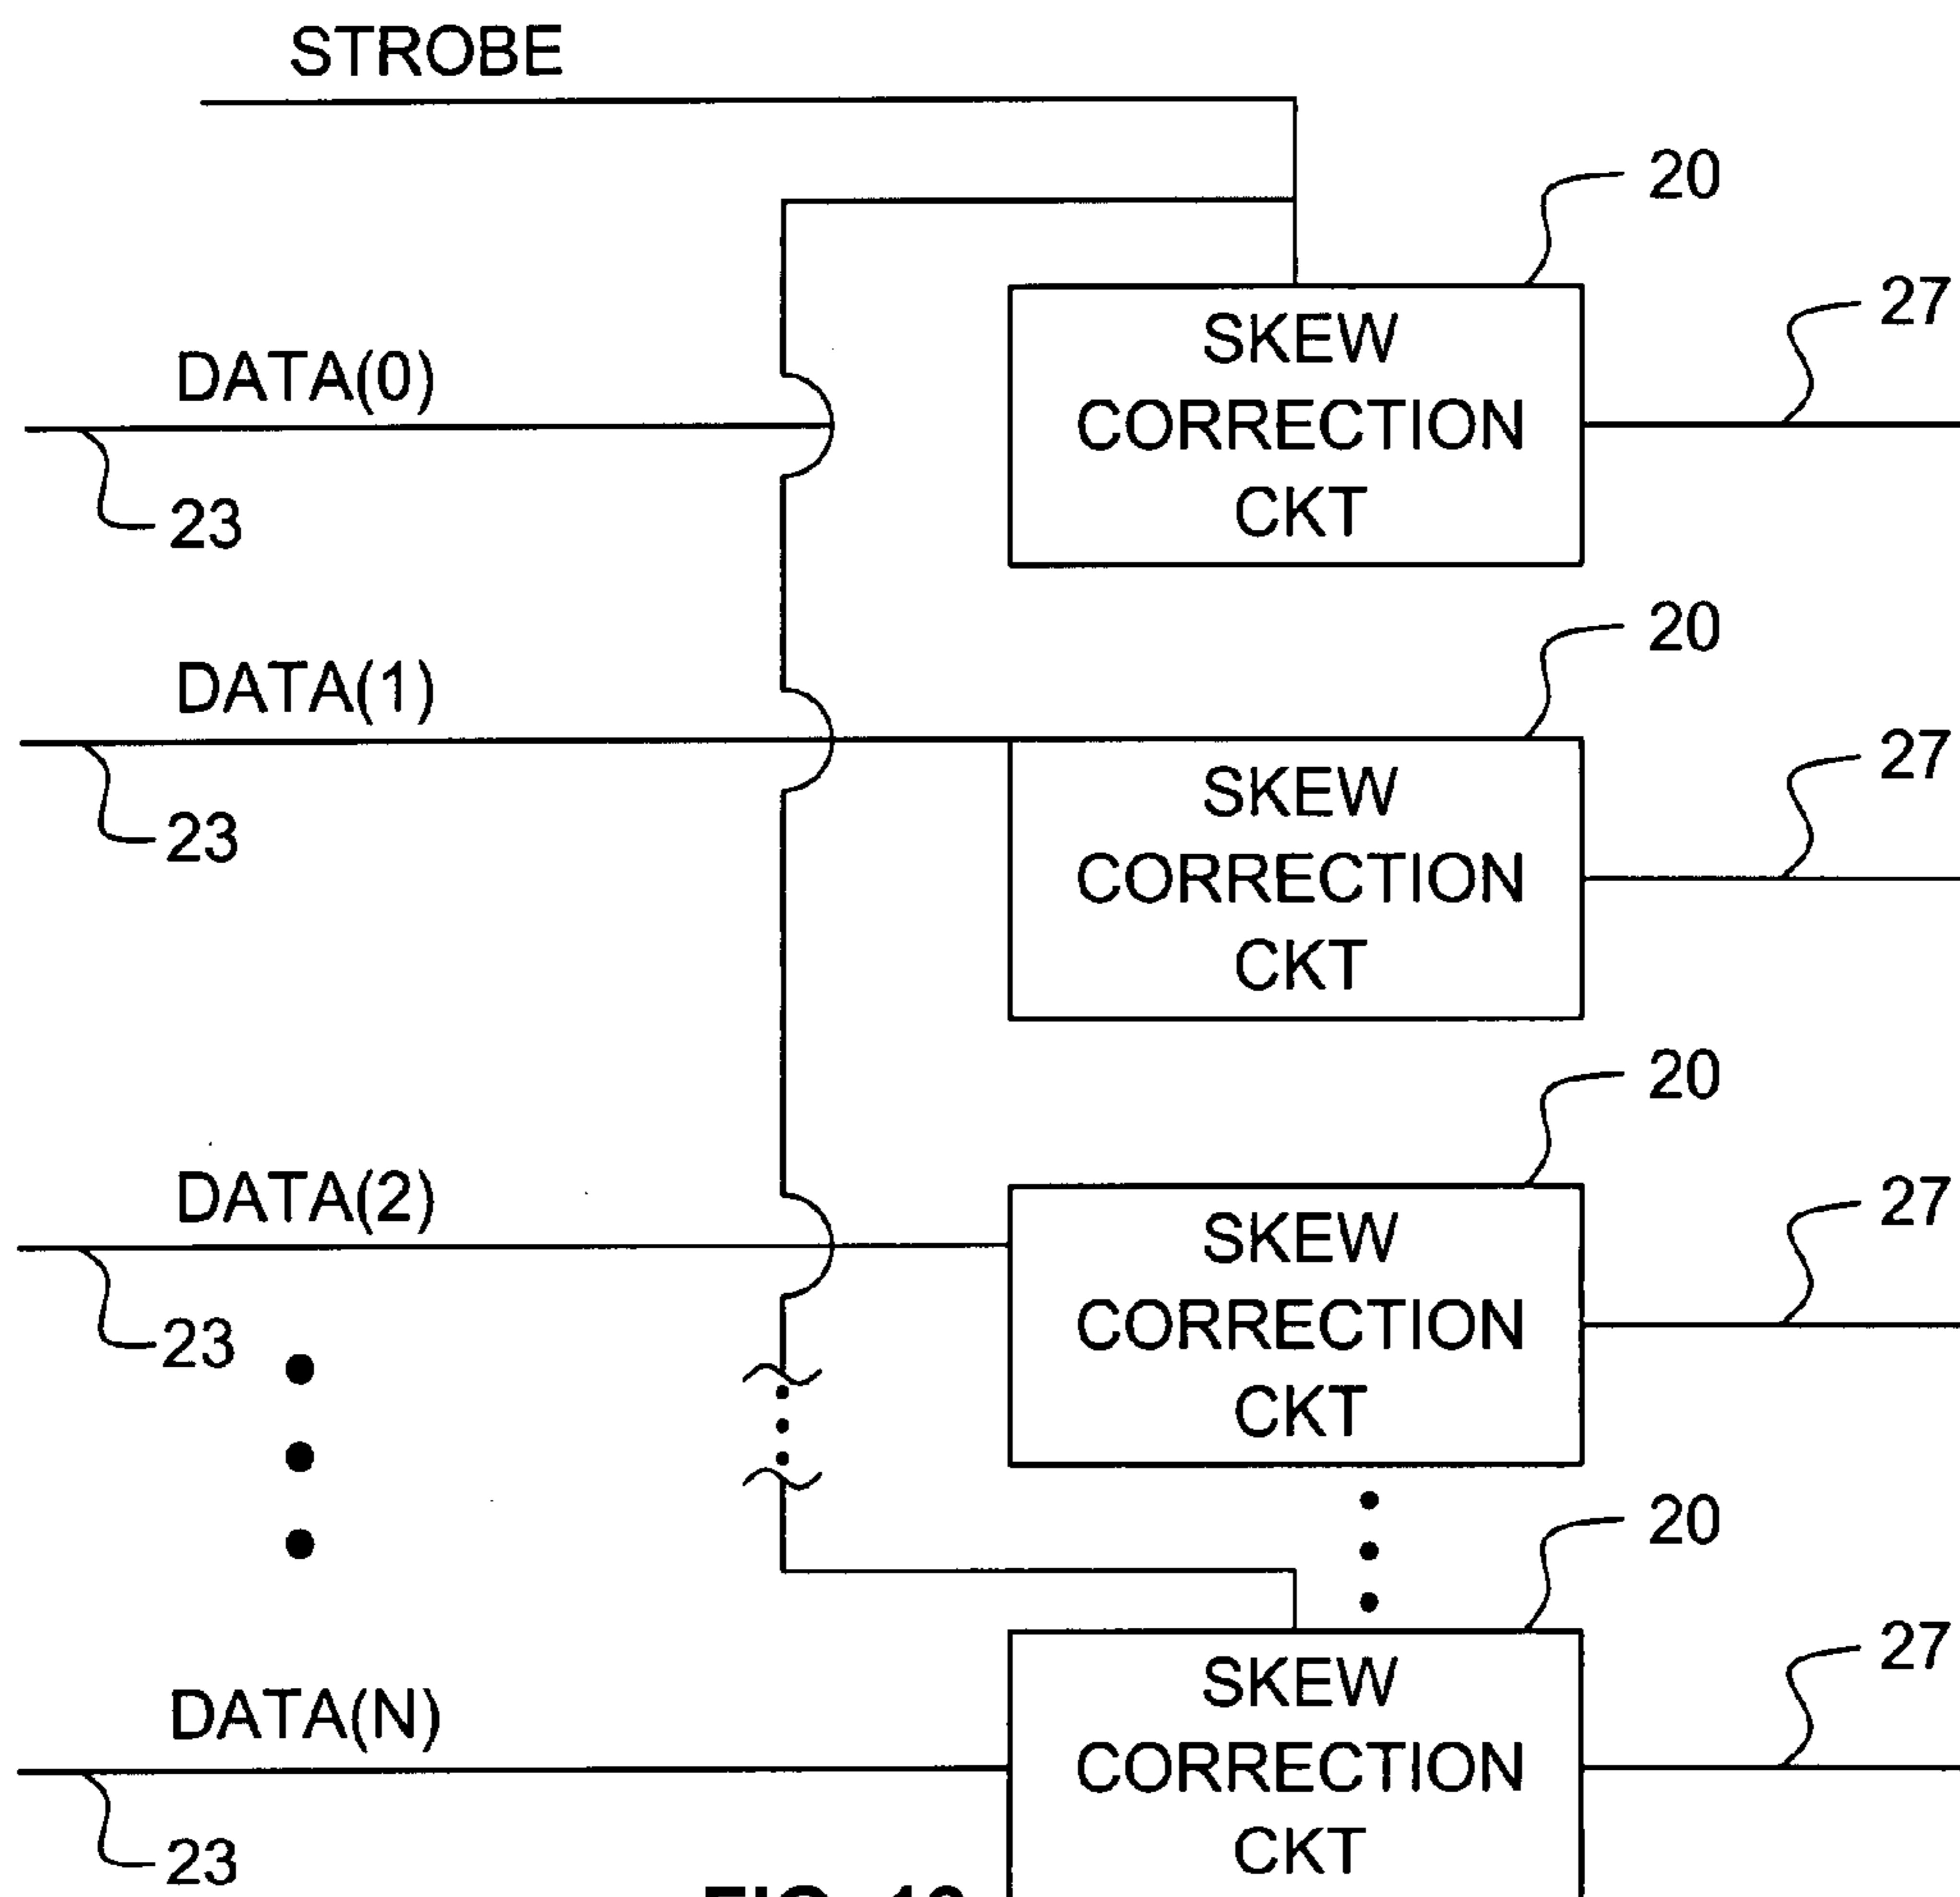 STROBE
20
27
DATA(0)
SKEW
CORRECTION
CKT
23
20
27
DATA(1)
SKEW
CORRECTION
CKT
23
20
27
DATA(2)
SKEW
CORRECTION
CKT
23
20
27
DATA(N)
SKEW
CORRECTION
CKT
23